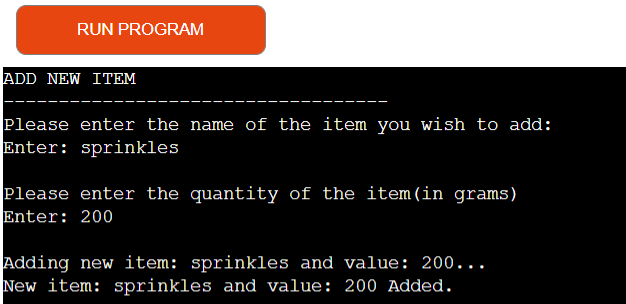 RUN PROGRAM
ADD NEW ITEM
-----------------------------------
Please enter the name of the item you wish to add:
Enter: sprinkles
Please enter the quantity of the item(in grams)
Enter: 200
Adding new item: sprinkles and value: 200...
New item: sprinkles and value: 200 Added.